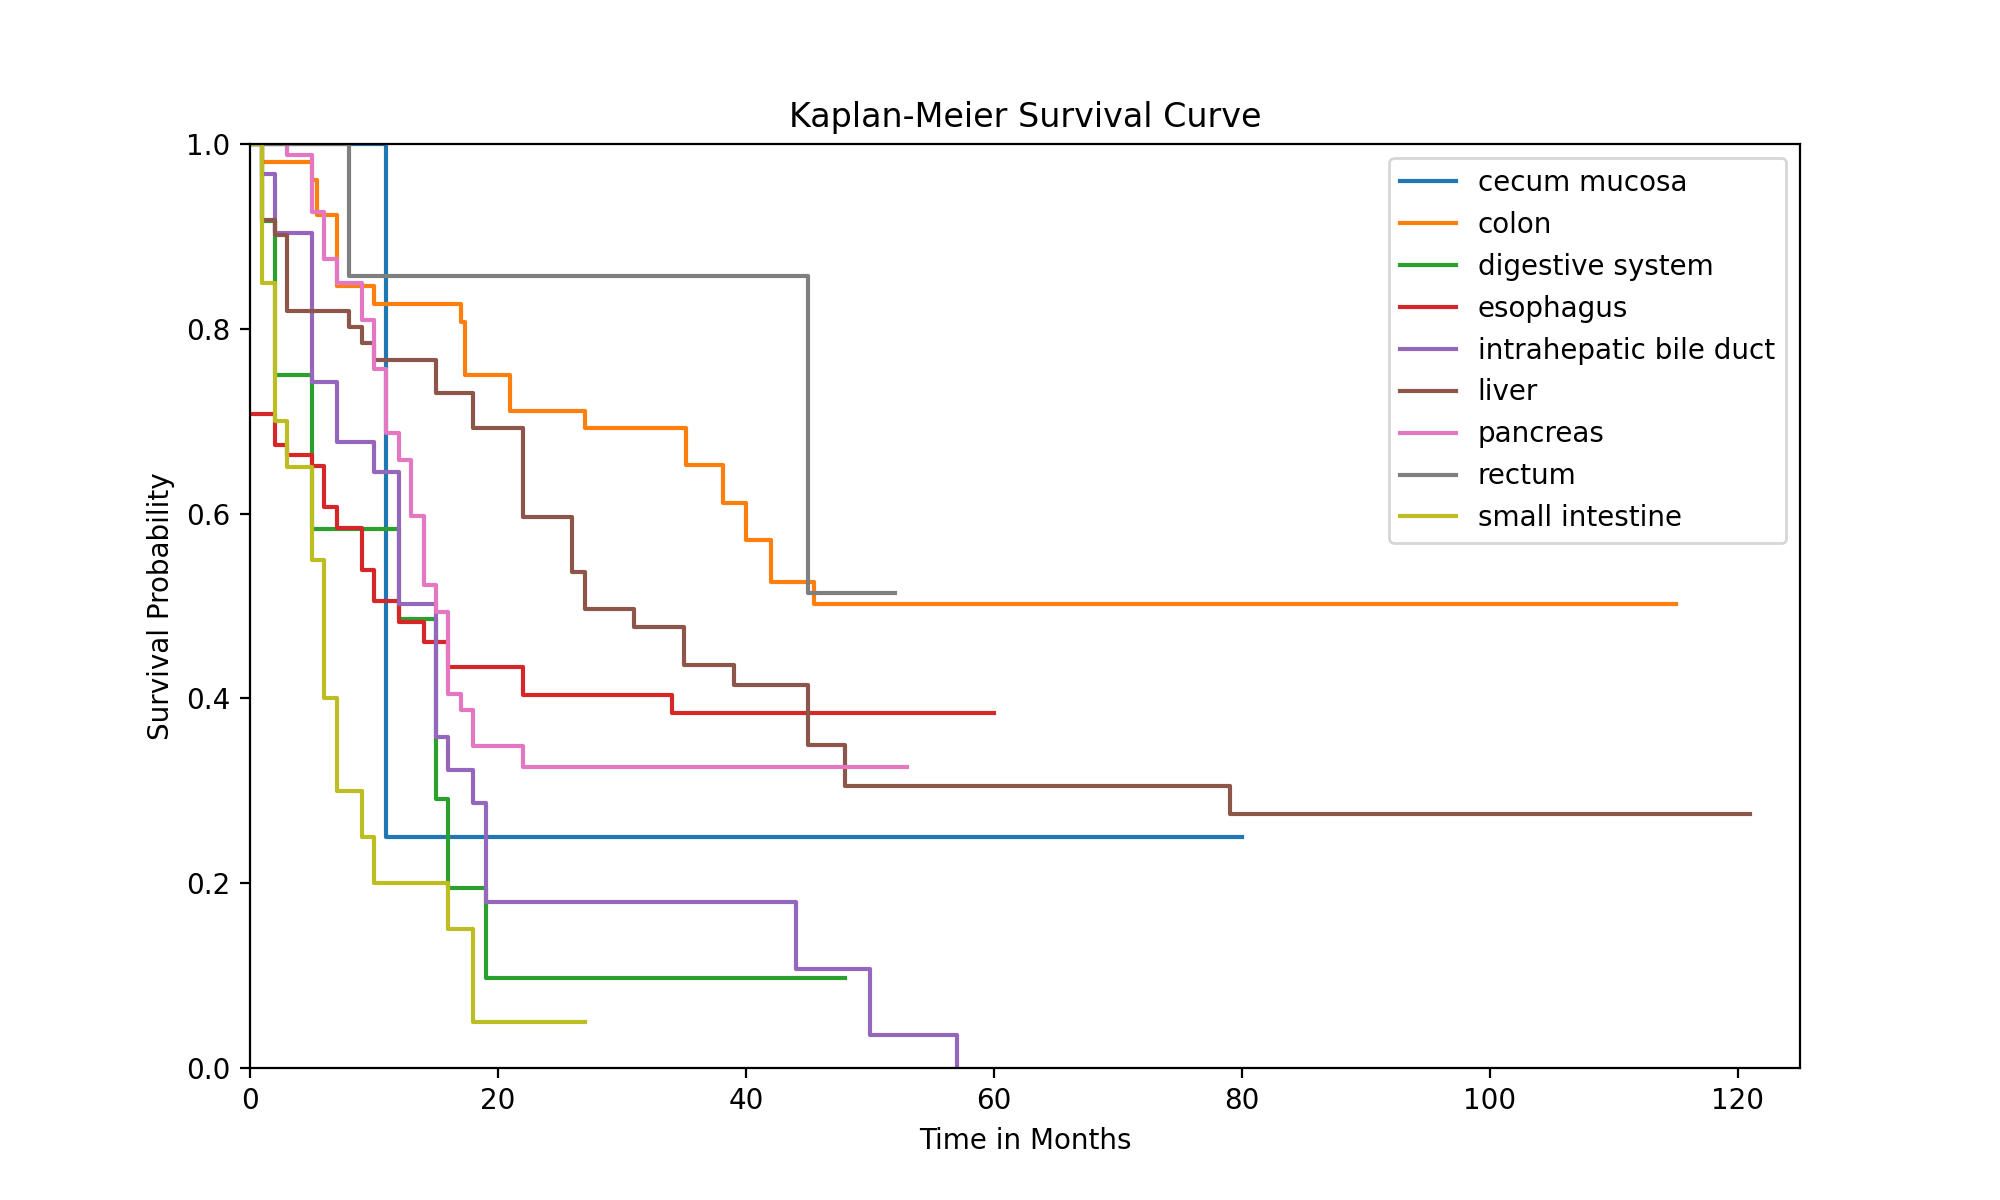 Kaplan-Meier Survival Curve
1.0
0.8
0.6
0.4
0.2
0.0
Survival Probability
cecum mucosa
colon
digestive system
esophagus
intrahepatic bile duct
liver
pancreas
rectum
small intestine
0 20 40 60 80 100 120
Time in Months